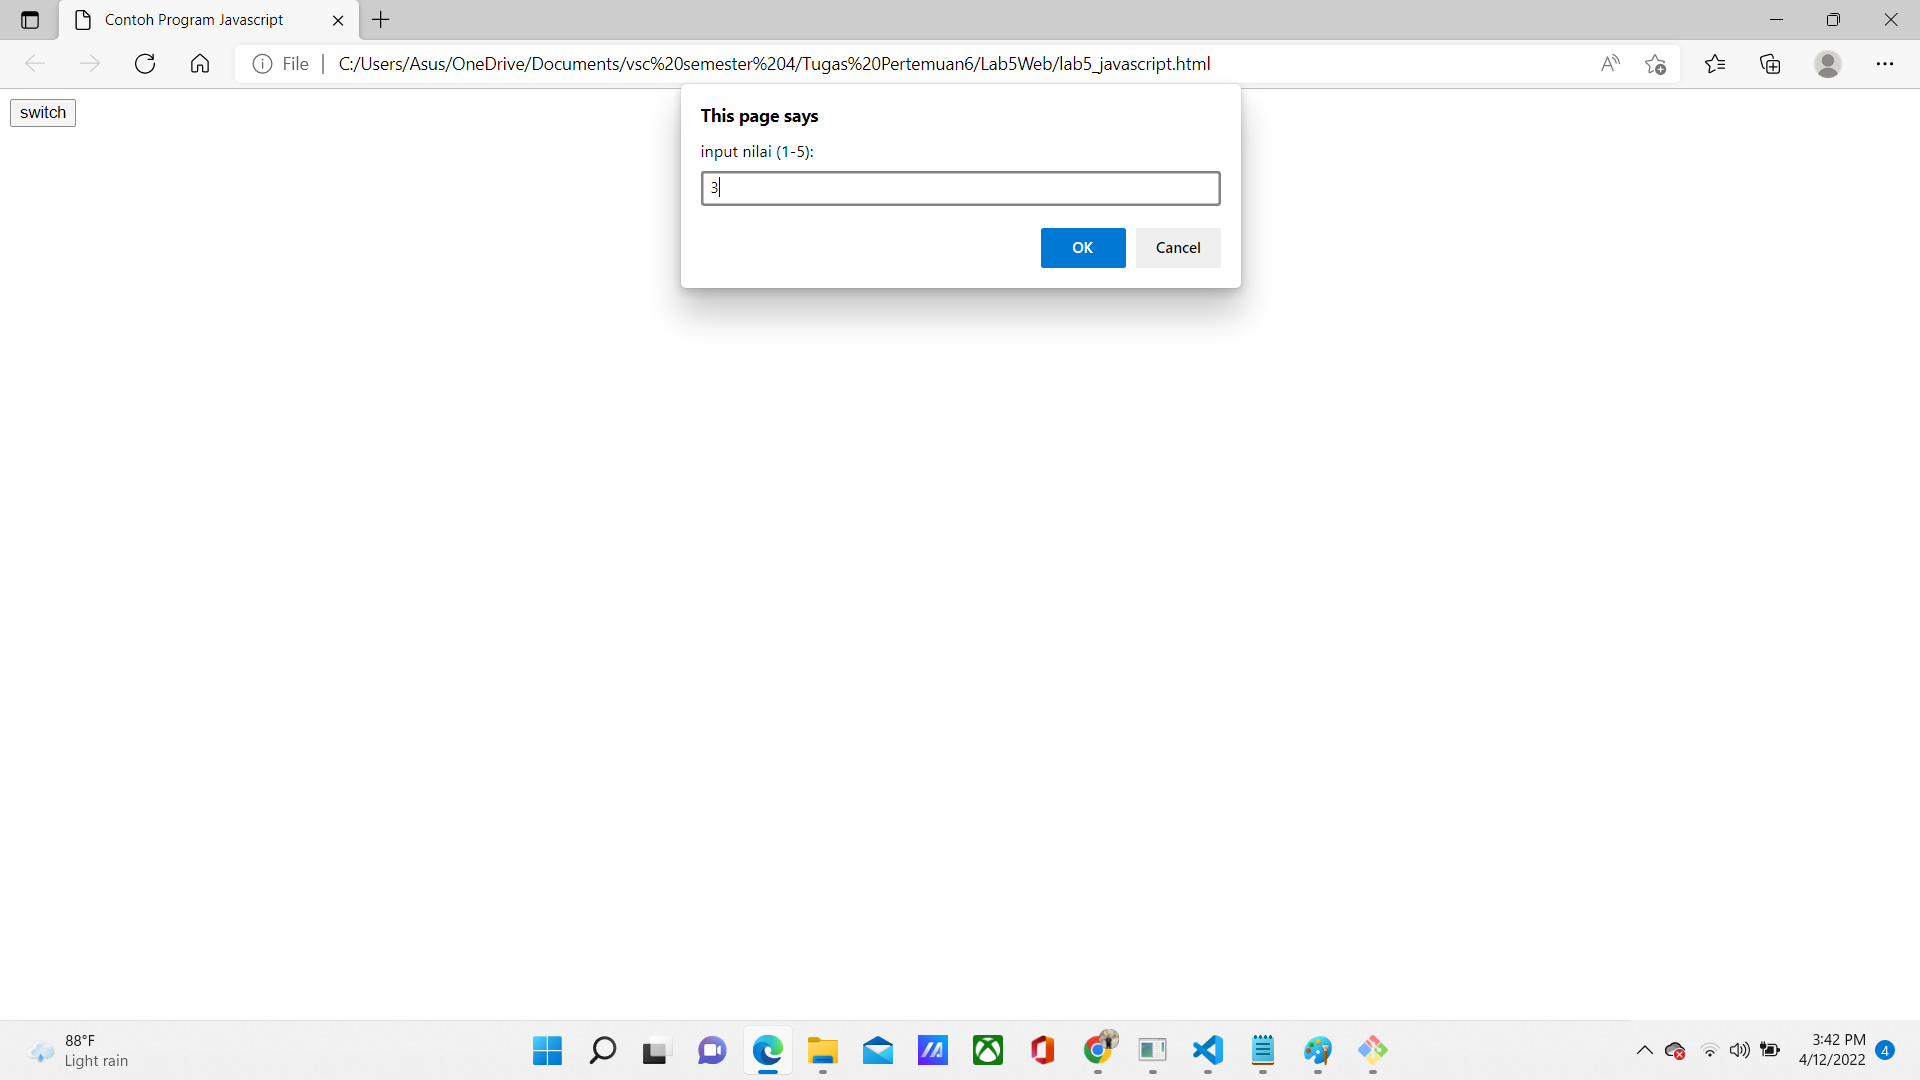 Contoh Program Javascript
File
C:/Users/Asus/OneDrive/Documents/vsc%20semester%204/Tugas%20Pertemuan6/Lab5Web/lab5_javascript.html
switch
This page says
input nilai (1-5):
3
OK Cancel
88°F
Light rain
3:42 PM
4/12/2022
4